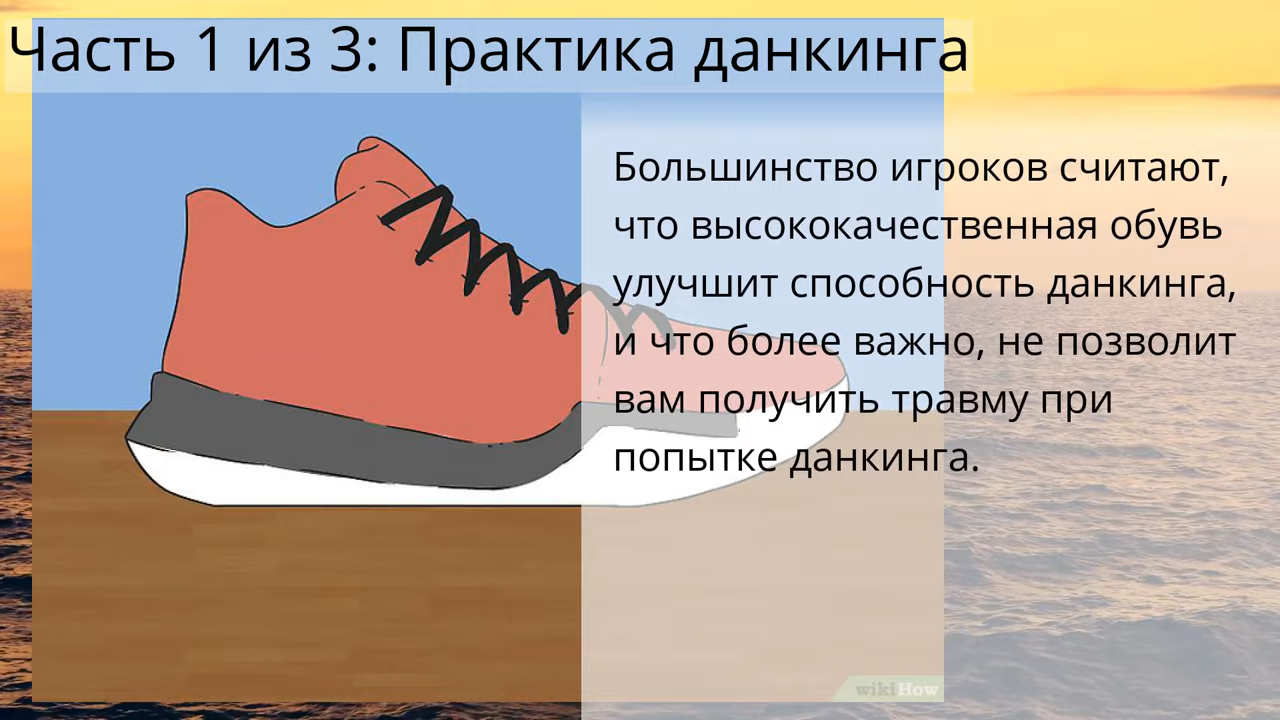 Часть 1 из 3: Практика данкинга
Большинство игроков считают,
что высококачественная обувь
улучшит способность данкинга,
и что более важно, не позволит
вам получить травму при
попытке данкинга.
wikiHow